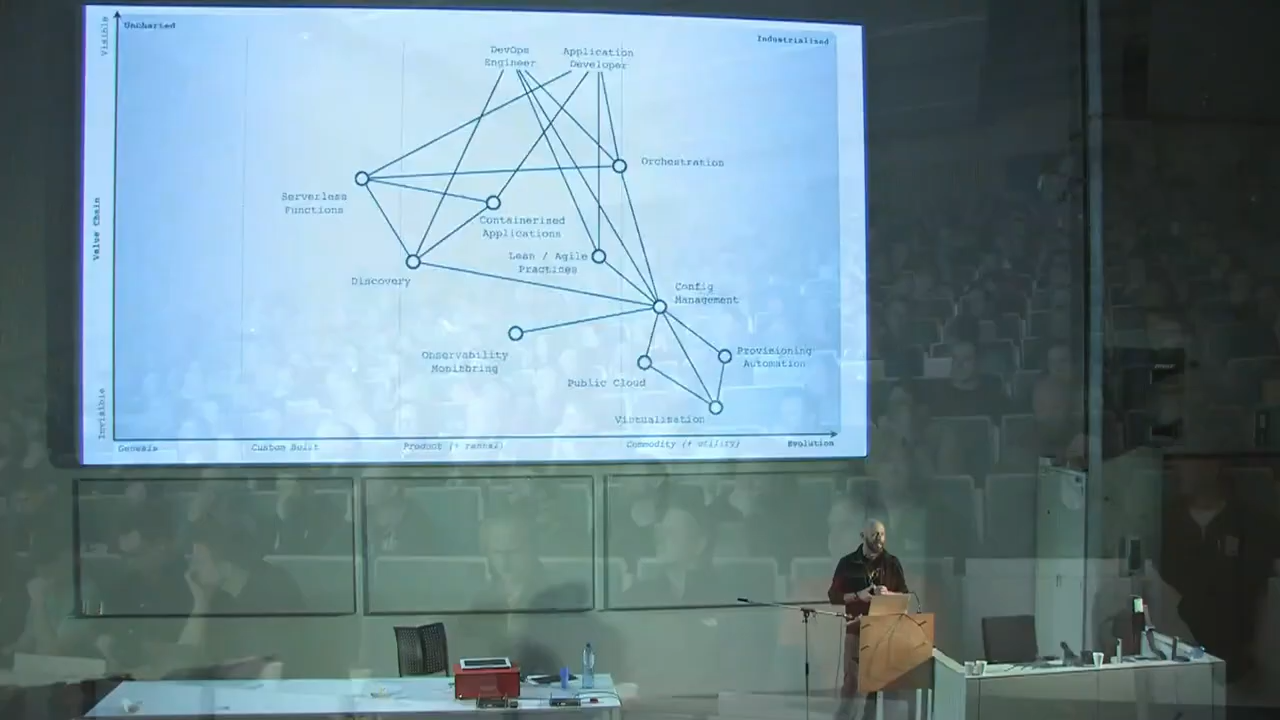 Uncharted
Industrialised
Visible
Value Chain
Invisible
DevOps
Engineer
Application
Developer
Orchestration
Serverless
Functions
Containerised
Applications
Lean / Agile
Practices
Discovery
Config
Management
Observability
Monitoring
Provisioning
Automation
Public Cloud
Virtualisation
Genesis
Custom Built
Product (+ rental)
Commodity (+ utility)
Evolution